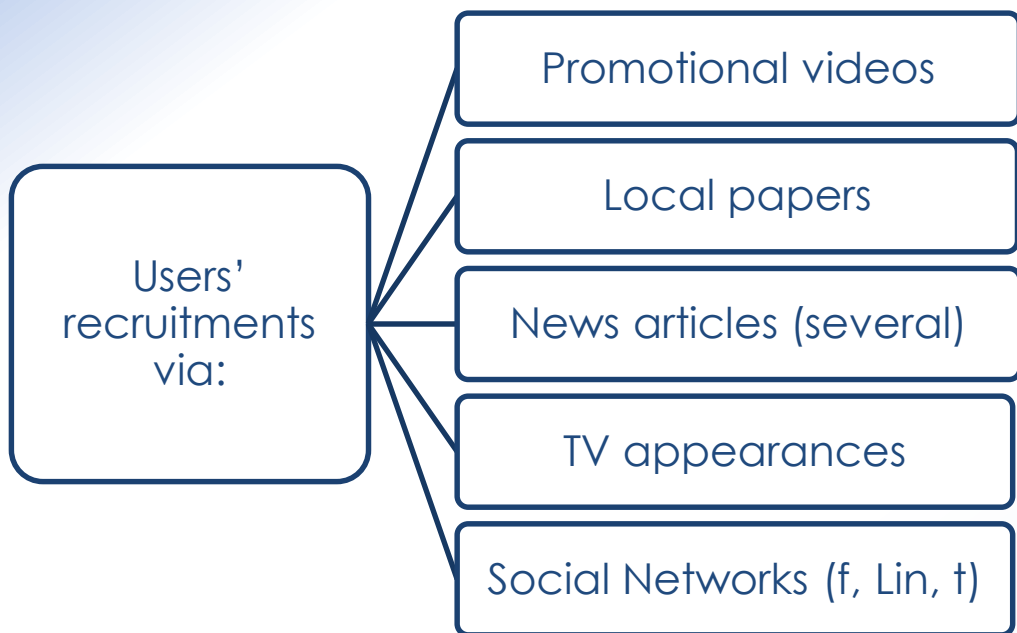 Users’
recruitments
via:
Promotional videos
Local papers
News articles (several)
TV appearances
Social Networks (f, Lin, t)